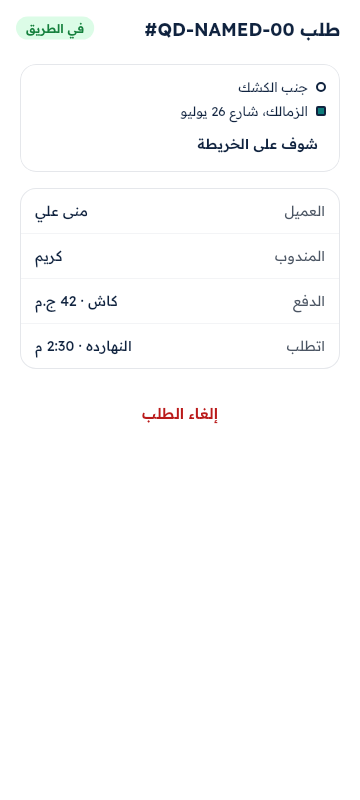 طلب #QD-NAMED-00
في الطريق
جنب الكشك
الزمالك، شارع 26 يوليو
شوف على الخريطة
العميل منى علي
المندوب كريم
الدفع كاش · 42 ج.م
اتطلب النهارده · 2:30 م
إلغاء الطلب